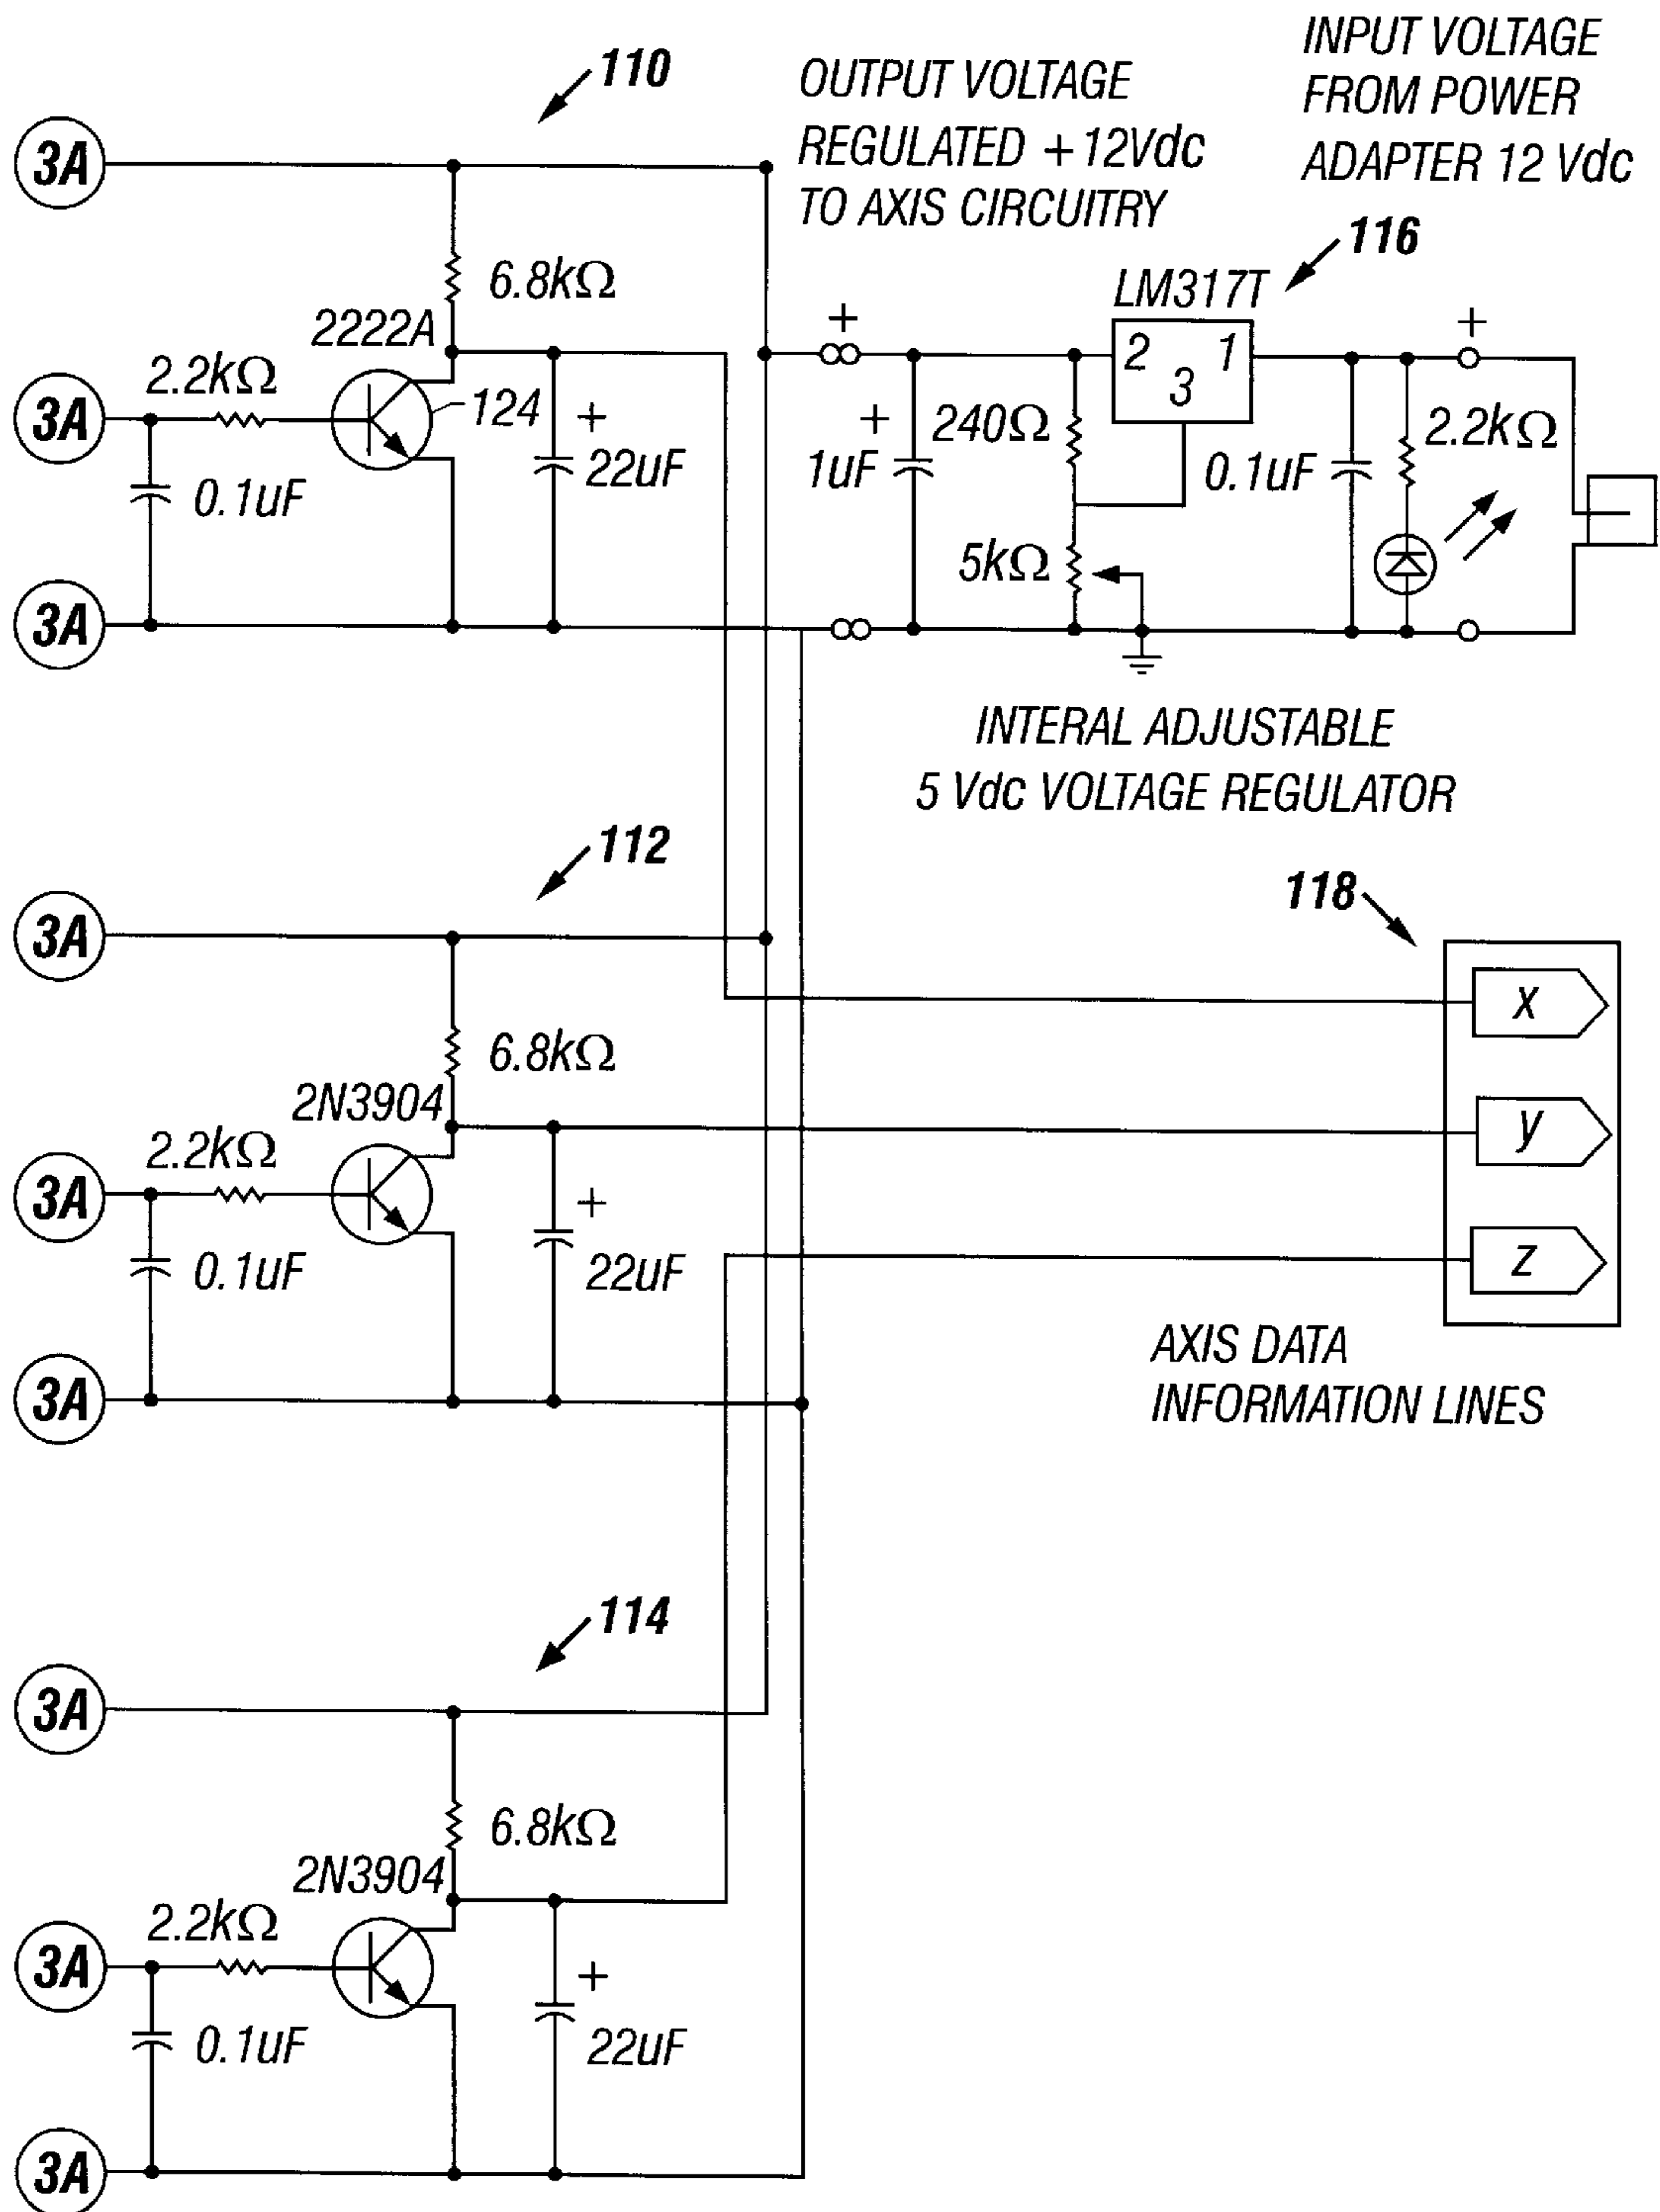 110
OUTPUT VOLTAGE
REGULATED +12Vdc
TO AXIS CIRCUITRY
INPUT VOLTAGE
FROM POWER
ADAPTER 12 Vdc
116
3A
6.8kΩ
LM317T
2 1
3
+
+
2222A
2.2kΩ
3A
124
+
22uF
0.1uF
+
1uF
240Ω
0.1uF
2.2kΩ
5kΩ
3A
INTERAL ADJUSTABLE
5 Vdc VOLTAGE REGULATOR
112
118
3A
x
6.8kΩ
2N3904
y
2.2kΩ
3A
+
22uF
0.1uF
z
AXIS DATA
INFORMATION LINES
3A
114
3A
6.8kΩ
2N3904
2.2kΩ
3A
+
22uF
0.1uF
3A